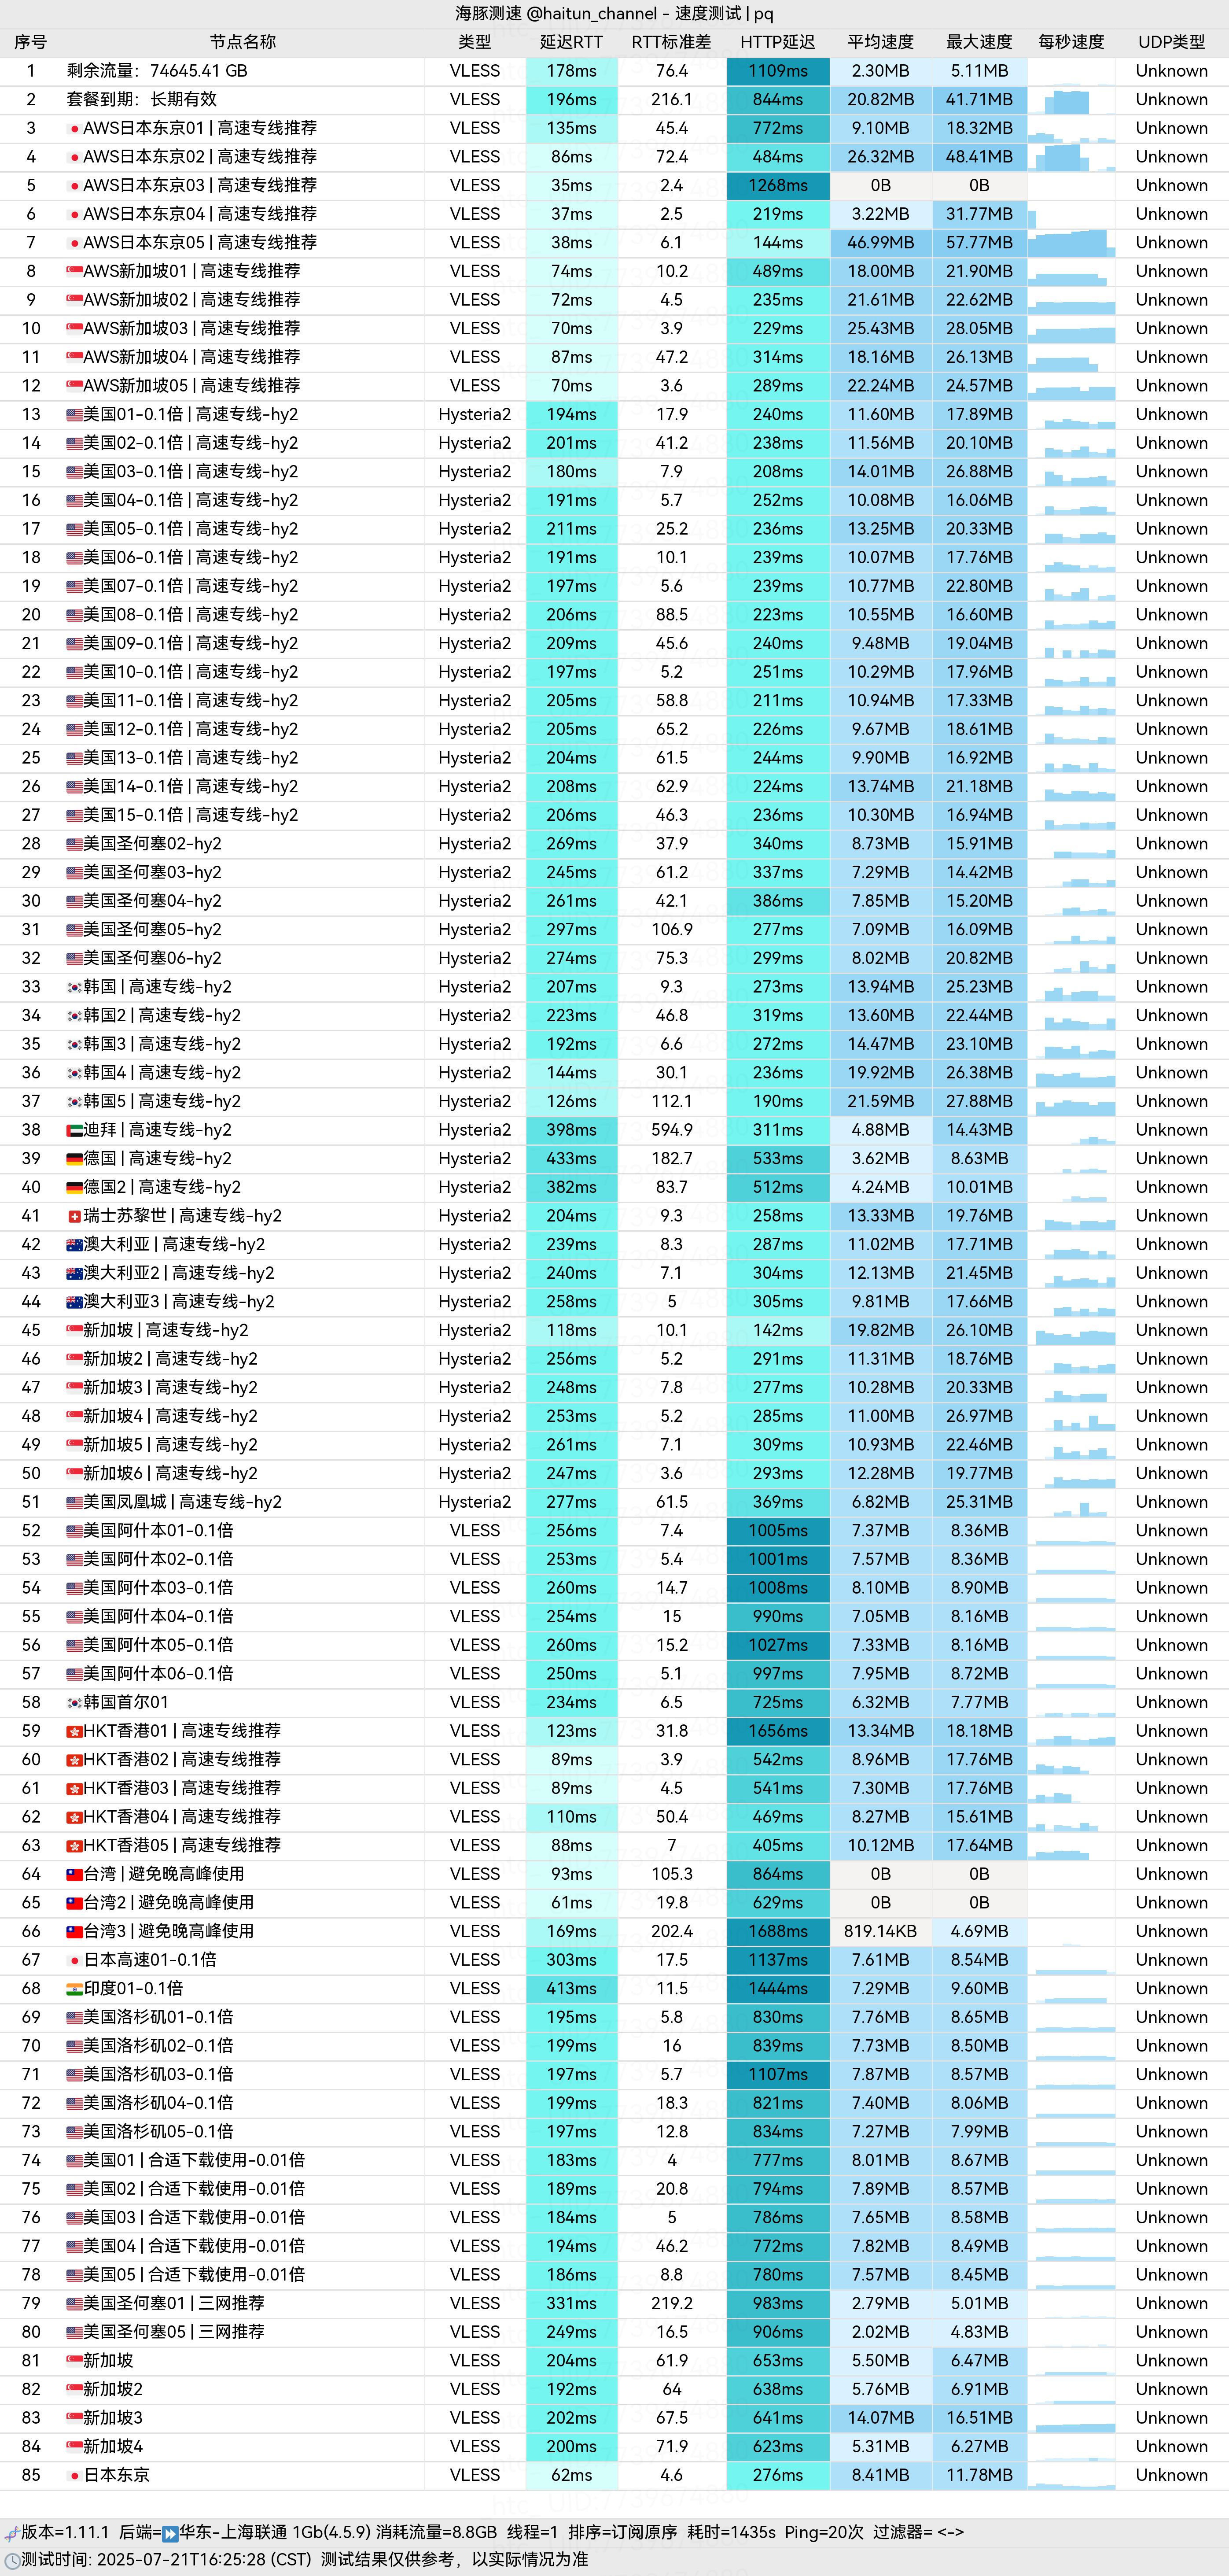 海豚测速 @haitun_channel - 速度测试 | pq
序号 节点名称 类型 延迟RTT RTT标准差 HTTP延迟 平均速度 最大速度 每秒速度 UDP类型
1 剩余流量：74645.41 GB VLESS 178ms 76.4 1109ms 2.30MB 5.11MB Unknown
2 套餐到期：长期有效 VLESS 196ms 216.1 844ms 20.82MB 41.71MB Unknown
3 AWS日本东京01 | 高速专线推荐 VLESS 135ms 45.4 772ms 9.10MB 18.32MB Unknown
4 AWS日本东京02 | 高速专线推荐 VLESS 86ms 72.4 484ms 26.32MB 48.41MB Unknown
5 AWS日本东京03 | 高速专线推荐 VLESS 35ms 2.4 1268ms 0B 0B Unknown
6 AWS日本东京04 | 高速专线推荐 VLESS 37ms 2.5 219ms 3.22MB 31.77MB Unknown
7 AWS日本东京05 | 高速专线推荐 VLESS 38ms 6.1 144ms 46.99MB 57.77MB Unknown
8 AWS新加坡01 | 高速专线推荐 VLESS 74ms 10.2 489ms 18.00MB 21.90MB Unknown
9 AWS新加坡02 | 高速专线推荐 VLESS 72ms 4.5 235ms 21.61MB 22.62MB Unknown
10 AWS新加坡03 | 高速专线推荐 VLESS 70ms 3.9 229ms 25.43MB 28.05MB Unknown
11 AWS新加坡04 | 高速专线推荐 VLESS 87ms 47.2 314ms 18.16MB 26.13MB Unknown
12 AWS新加坡05 | 高速专线推荐 VLESS 70ms 3.6 289ms 22.24MB 24.57MB Unknown
13 美国01-0.1倍 | 高速专线-hy2 Hysteria2 194ms 17.9 240ms 11.60MB 17.89MB Unknown
14 美国02-0.1倍 | 高速专线-hy2 Hysteria2 201ms 41.2 238ms 11.56MB 20.10MB Unknown
15 美国03-0.1倍 | 高速专线-hy2 Hysteria2 180ms 7.9 208ms 14.01MB 26.88MB Unknown
16 美国04-0.1倍 | 高速专线-hy2 Hysteria2 191ms 5.7 252ms 10.08MB 16.06MB Unknown
17 美国05-0.1倍 | 高速专线-hy2 Hysteria2 211ms 25.2 236ms 13.25MB 20.33MB Unknown
18 美国06-0.1倍 | 高速专线-hy2 Hysteria2 191ms 10.1 239ms 10.07MB 17.76MB Unknown
19 美国07-0.1倍 | 高速专线-hy2 Hysteria2 197ms 5.6 239ms 10.77MB 22.80MB Unknown
20 美国08-0.1倍 | 高速专线-hy2 Hysteria2 206ms 88.5 223ms 10.55MB 16.60MB Unknown
21 美国09-0.1倍 | 高速专线-hy2 Hysteria2 209ms 45.6 240ms 9.48MB 19.04MB Unknown
22 美国10-0.1倍 | 高速专线-hy2 Hysteria2 197ms 5.2 251ms 10.29MB 17.96MB Unknown
23 美国11-0.1倍 | 高速专线-hy2 Hysteria2 205ms 58.8 211ms 10.94MB 17.33MB Unknown
24 美国12-0.1倍 | 高速专线-hy2 Hysteria2 205ms 65.2 226ms 9.67MB 18.61MB Unknown
25 美国13-0.1倍 | 高速专线-hy2 Hysteria2 204ms 61.5 244ms 9.90MB 16.92MB Unknown
26 美国14-0.1倍 | 高速专线-hy2 Hysteria2 208ms 62.9 224ms 13.74MB 21.18MB Unknown
27 美国15-0.1倍 | 高速专线-hy2 Hysteria2 206ms 46.3 236ms 10.30MB 16.94MB Unknown
28 美国圣何塞02-hy2 Hysteria2 269ms 37.9 340ms 8.73MB 15.91MB Unknown
29 美国圣何塞03-hy2 Hysteria2 245ms 61.2 337ms 7.29MB 14.42MB Unknown
30 美国圣何塞04-hy2 Hysteria2 261ms 42.1 386ms 7.85MB 15.20MB Unknown
31 美国圣何塞05-hy2 Hysteria2 297ms 106.9 277ms 7.09MB 16.09MB Unknown
32 美国圣何塞06-hy2 Hysteria2 274ms 75.3 299ms 8.02MB 20.82MB Unknown
33 韩国 | 高速专线-hy2 Hysteria2 207ms 9.3 273ms 13.94MB 25.23MB Unknown
34 韩国2 | 高速专线-hy2 Hysteria2 223ms 46.8 319ms 13.60MB 22.44MB Unknown
35 韩国3 | 高速专线-hy2 Hysteria2 192ms 6.6 272ms 14.47MB 23.10MB Unknown
36 韩国4 | 高速专线-hy2 Hysteria2 144ms 30.1 236ms 19.92MB 26.38MB Unknown
37 韩国5 | 高速专线-hy2 Hysteria2 126ms 112.1 190ms 21.59MB 27.88MB Unknown
38 迪拜 | 高速专线-hy2 Hysteria2 398ms 594.9 311ms 4.88MB 14.43MB Unknown
39 德国 | 高速专线-hy2 Hysteria2 433ms 182.7 533ms 3.62MB 8.63MB Unknown
40 德国2 | 高速专线-hy2 Hysteria2 382ms 83.7 512ms 4.24MB 10.01MB Unknown
41 瑞士苏黎世 | 高速专线-hy2 Hysteria2 204ms 9.3 258ms 13.33MB 19.76MB Unknown
42 澳大利亚 | 高速专线-hy2 Hysteria2 239ms 8.3 287ms 11.02MB 17.71MB Unknown
43 澳大利亚2 | 高速专线-hy2 Hysteria2 240ms 7.1 304ms 12.13MB 21.45MB Unknown
44 澳大利亚3 | 高速专线-hy2 Hysteria2 258ms 5 305ms 9.81MB 17.66MB Unknown
45 新加坡 | 高速专线-hy2 Hysteria2 118ms 10.1 142ms 19.82MB 26.10MB Unknown
46 新加坡2 | 高速专线-hy2 Hysteria2 256ms 5.2 291ms 11.31MB 18.76MB Unknown
47 新加坡3 | 高速专线-hy2 Hysteria2 248ms 7.8 277ms 10.28MB 20.33MB Unknown
48 新加坡4 | 高速专线-hy2 Hysteria2 253ms 5.2 285ms 11.00MB 26.97MB Unknown
49 新加坡5 | 高速专线-hy2 Hysteria2 261ms 7.1 309ms 10.93MB 22.46MB Unknown
50 新加坡6 | 高速专线-hy2 Hysteria2 247ms 3.6 293ms 12.28MB 19.77MB Unknown
51 美国凤凰城 | 高速专线-hy2 Hysteria2 277ms 61.5 369ms 6.82MB 25.31MB Unknown
52 美国阿什本01-0.1倍 VLESS 256ms 7.4 1005ms 7.37MB 8.36MB Unknown
53 美国阿什本02-0.1倍 VLESS 253ms 5.4 1001ms 7.57MB 8.36MB Unknown
54 美国阿什本03-0.1倍 VLESS 260ms 14.7 1008ms 8.10MB 8.90MB Unknown
55 美国阿什本04-0.1倍 VLESS 254ms 15 990ms 7.05MB 8.16MB Unknown
56 美国阿什本05-0.1倍 VLESS 260ms 15.2 1027ms 7.33MB 8.16MB Unknown
57 美国阿什本06-0.1倍 VLESS 250ms 5.1 997ms 7.95MB 8.72MB Unknown
58 韩国首尔01 VLESS 234ms 6.5 725ms 6.32MB 7.77MB Unknown
59 HKT香港01 | 高速专线推荐 VLESS 123ms 31.8 1656ms 13.34MB 18.18MB Unknown
60 HKT香港02 | 高速专线推荐 VLESS 89ms 3.9 542ms 8.96MB 17.76MB Unknown
61 HKT香港03 | 高速专线推荐 VLESS 89ms 4.5 541ms 7.30MB 17.76MB Unknown
62 HKT香港04 | 高速专线推荐 VLESS 110ms 50.4 469ms 8.27MB 15.61MB Unknown
63 HKT香港05 | 高速专线推荐 VLESS 88ms 7 405ms 10.12MB 17.64MB Unknown
64 台湾 | 避免晚高峰使用 VLESS 93ms 105.3 864ms 0B 0B Unknown
65 台湾2 | 避免晚高峰使用 VLESS 61ms 19.8 629ms 0B 0B Unknown
66 台湾3 | 避免晚高峰使用 VLESS 169ms 202.4 1688ms 819.14KB 4.69MB Unknown
67 日本高速01-0.1倍 VLESS 303ms 17.5 1137ms 7.61MB 8.54MB Unknown
68 印度01-0.1倍 VLESS 413ms 11.5 1444ms 7.29MB 9.60MB Unknown
69 美国洛杉矶01-0.1倍 VLESS 195ms 5.8 830ms 7.76MB 8.65MB Unknown
70 美国洛杉矶02-0.1倍 VLESS 199ms 16 839ms 7.73MB 8.50MB Unknown
71 美国洛杉矶03-0.1倍 VLESS 197ms 5.7 1107ms 7.87MB 8.57MB Unknown
72 美国洛杉矶04-0.1倍 VLESS 199ms 18.3 821ms 7.40MB 8.06MB Unknown
73 美国洛杉矶05-0.1倍 VLESS 197ms 12.8 834ms 7.27MB 7.99MB Unknown
74 美国01 | 合适下载使用-0.01倍 VLESS 183ms 4 777ms 8.01MB 8.67MB Unknown
75 美国02 | 合适下载使用-0.01倍 VLESS 189ms 20.8 794ms 7.89MB 8.57MB Unknown
76 美国03 | 合适下载使用-0.01倍 VLESS 184ms 5 786ms 7.65MB 8.58MB Unknown
77 美国04 | 合适下载使用-0.01倍 VLESS 194ms 46.2 772ms 7.82MB 8.49MB Unknown
78 美国05 | 合适下载使用-0.01倍 VLESS 186ms 8.8 780ms 7.57MB 8.45MB Unknown
79 美国圣何塞01 | 三网推荐 VLESS 331ms 219.2 983ms 2.79MB 5.01MB Unknown
80 美国圣何塞05 | 三网推荐 VLESS 249ms 16.5 906ms 2.02MB 4.83MB Unknown
81 新加坡 VLESS 204ms 61.9 653ms 5.50MB 6.47MB Unknown
82 新加坡2 VLESS 192ms 64 638ms 5.76MB 6.91MB Unknown
83 新加坡3 VLESS 202ms 67.5 641ms 14.07MB 16.51MB Unknown
84 新加坡4 VLESS 200ms 71.9 623ms 5.31MB 6.27MB Unknown
85 日本东京 VLESS 62ms 4.6 276ms 8.41MB 11.78MB Unknown
版本=1.11.1 后端=⏩华东-上海联通 1Gb(4.5.9) 消耗流量=8.8GB 线程=1 排序=订阅原序 耗时=1435s Ping=20次 过滤器= <->
测试时间: 2025-07-21T16:25:28 (CST) 测试结果仅供参考，以实际情况为准